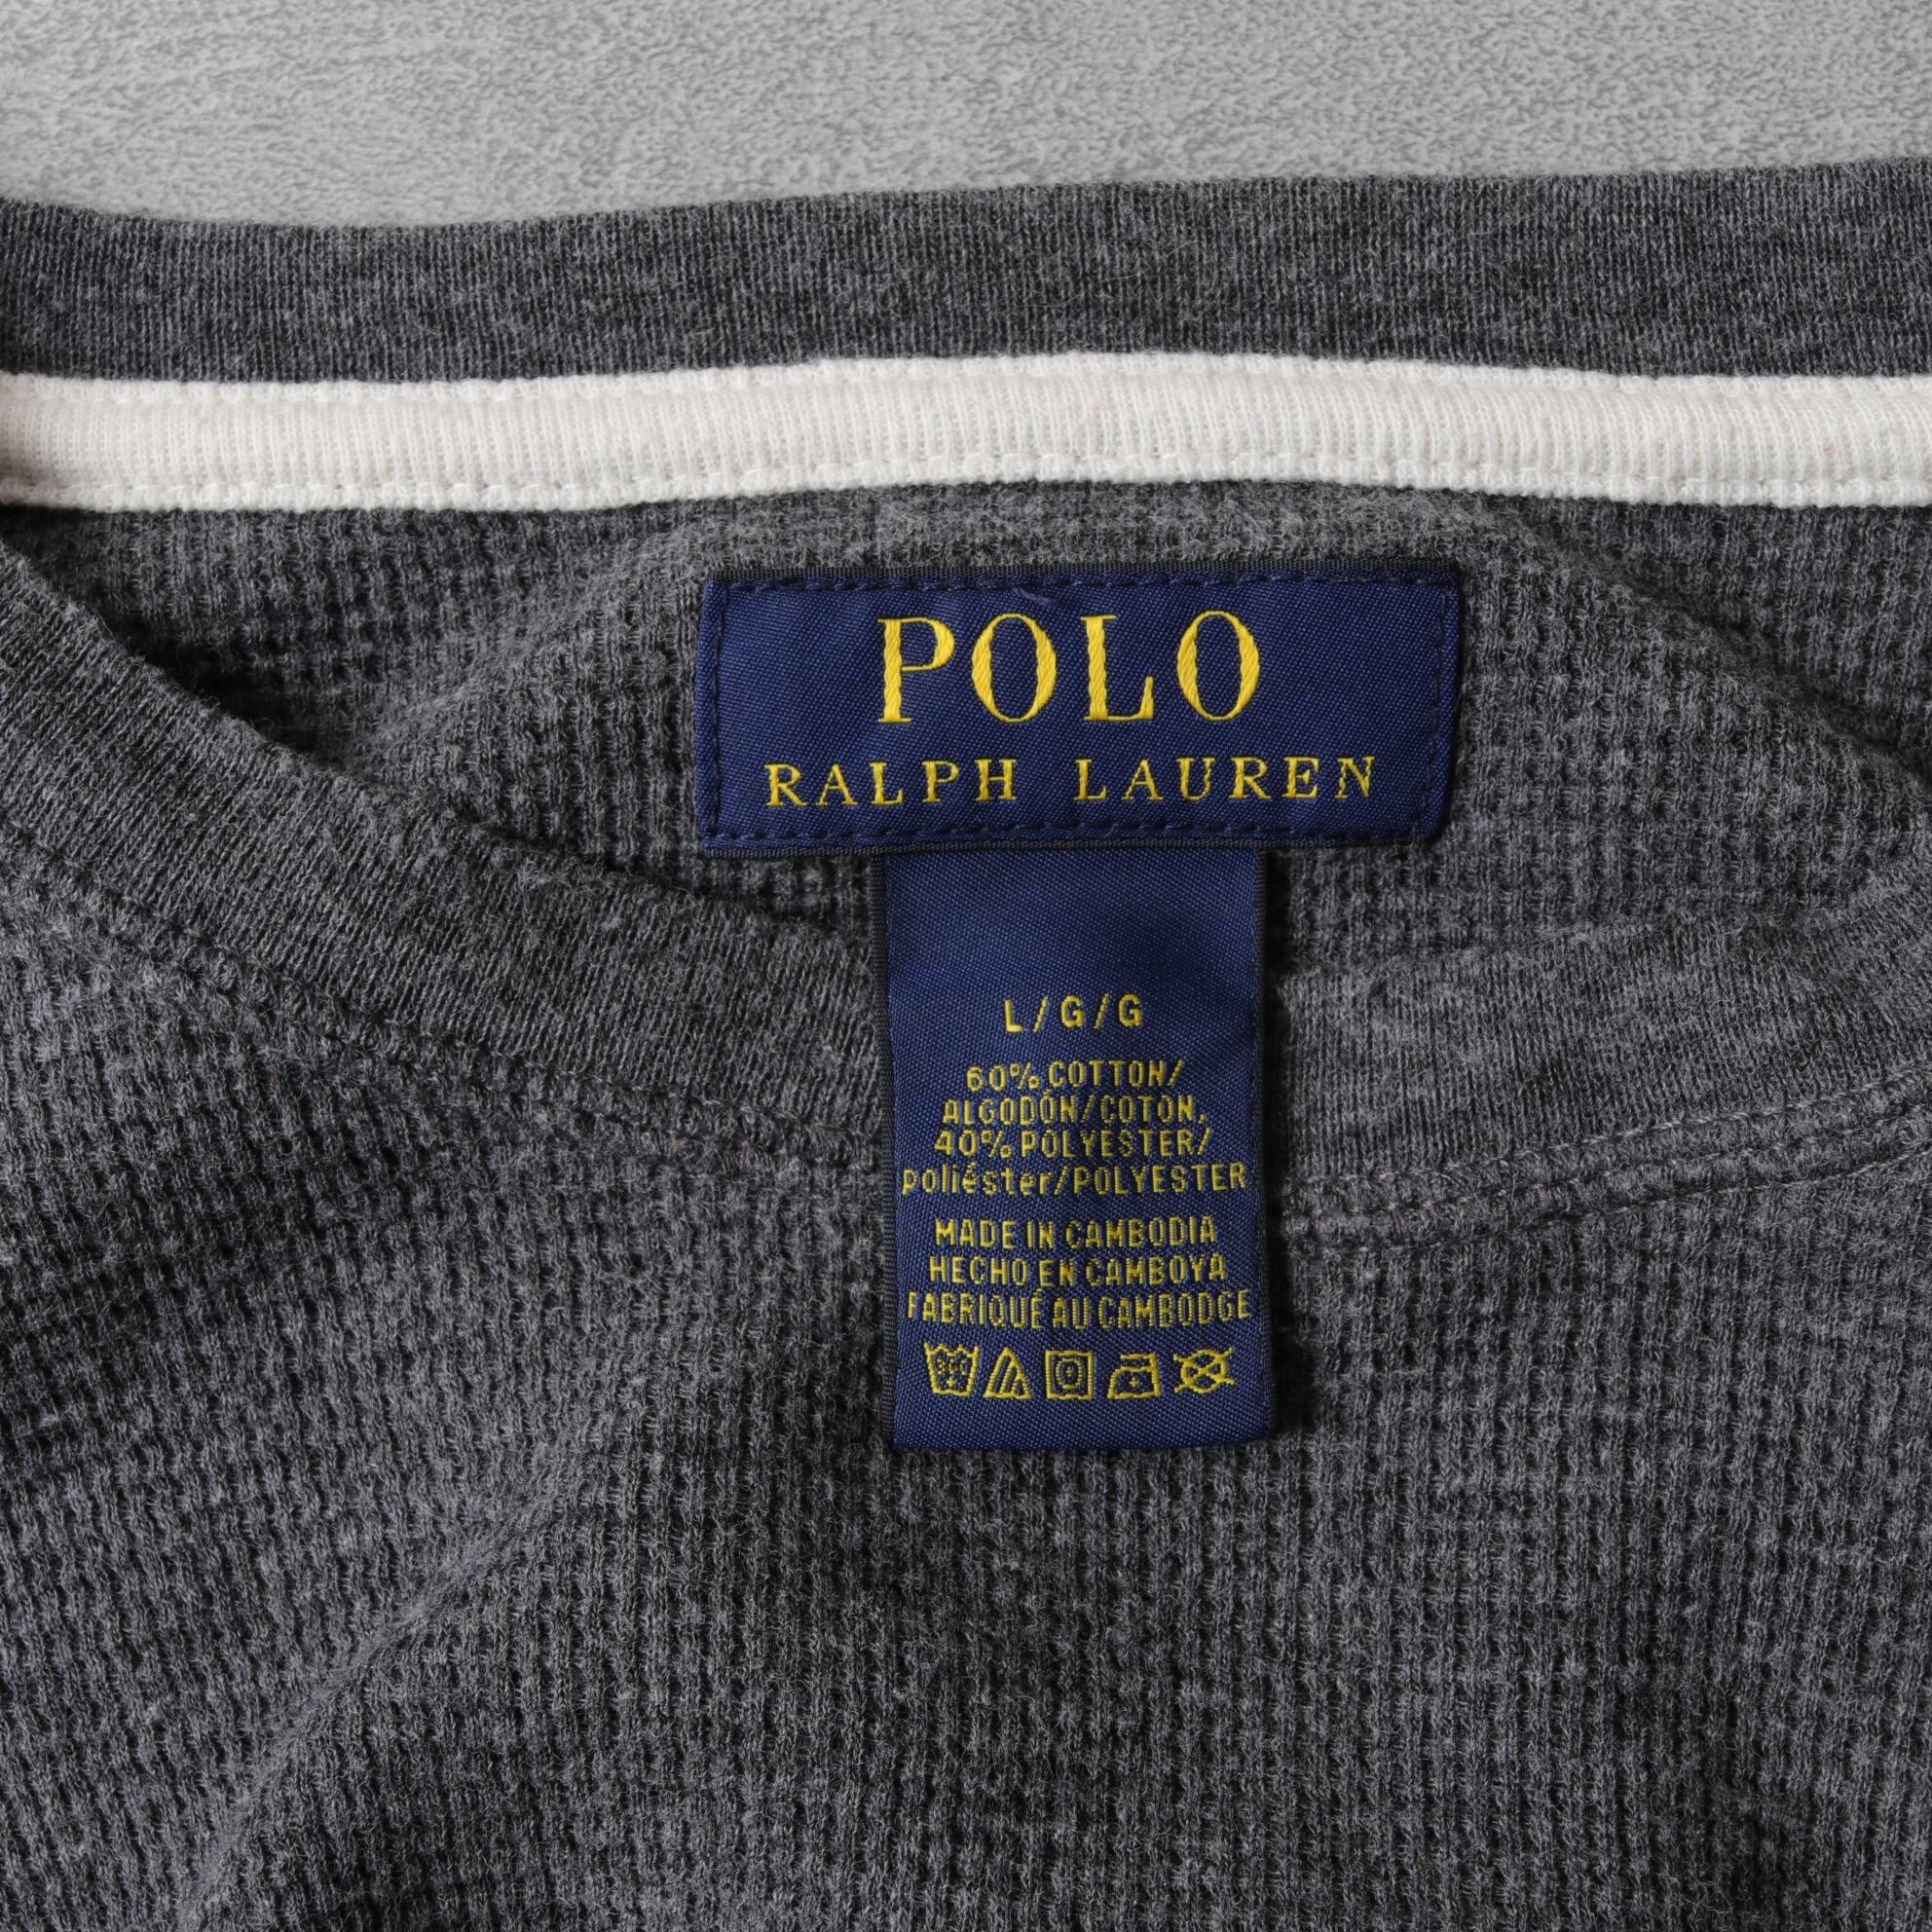 POLO
RALPH LAUREN
L/G/G
60% COTTON/
ALGODÓN/COTON,
40% POLYESTER/
poliéster/POLYESTER
MADE IN CAMBODIA
HECHO EN CAMBOYA
FABRIQUÉ AU CAMBODGE